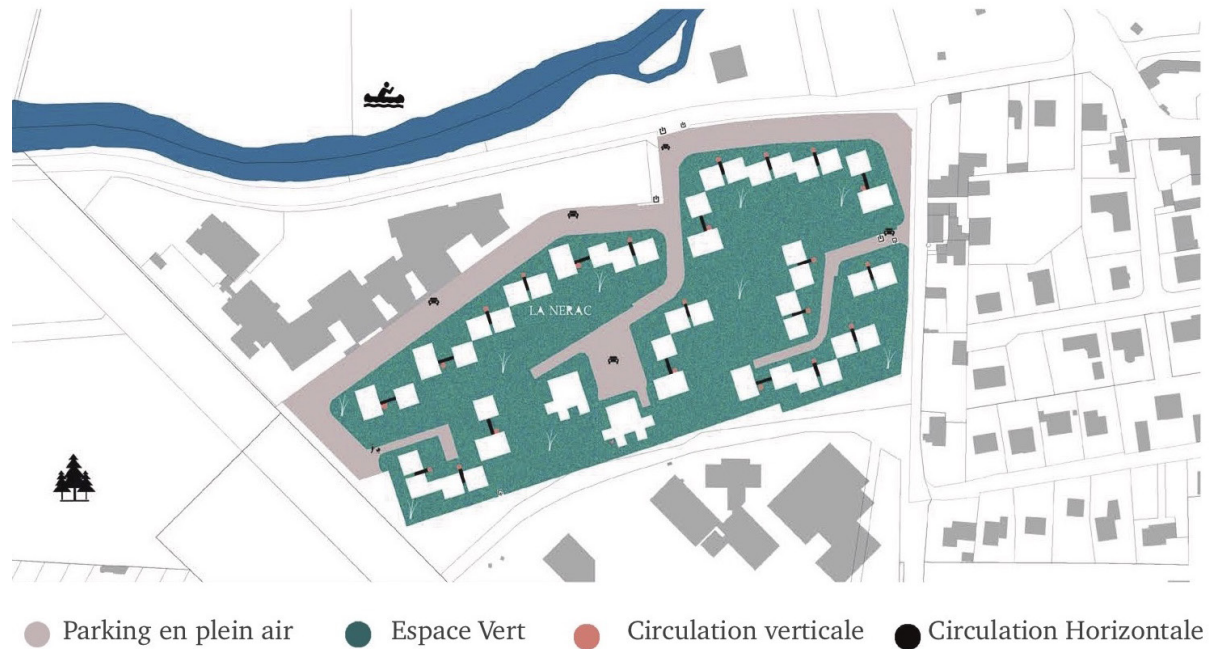 LA NERAC
Parking en plein air
Espace Vert
Circulation verticale
Circulation Horizontale